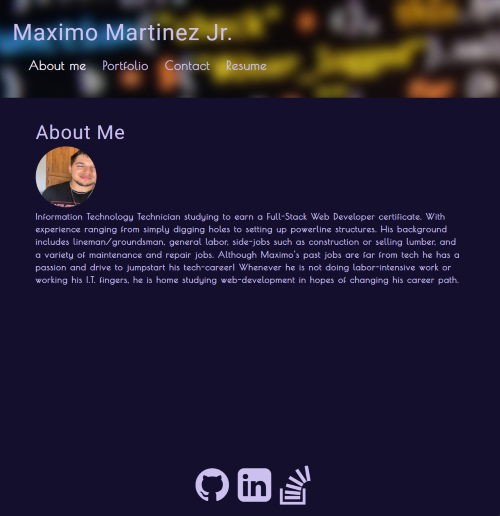 Maximo Martinez Jr.
About me Portfolio Contact Resume
About Me
Information Technology Technician studying to earn a Full-Stack Web Developer certificate. With
experience ranging from simply digging holes to setting up powerline structures. His background
includes lineman/groundsman, general labor, side-jobs such as construction or selling lumber, and
a variety of maintenance and repair jobs. Although Maximo's past jobs are far from tech he has a
passion and drive to jumpstart his tech-career! Whenever he is not doing labor-intensive work or
working his I.T. fingers, he is home studying web-development in hopes of changing his career path.
in